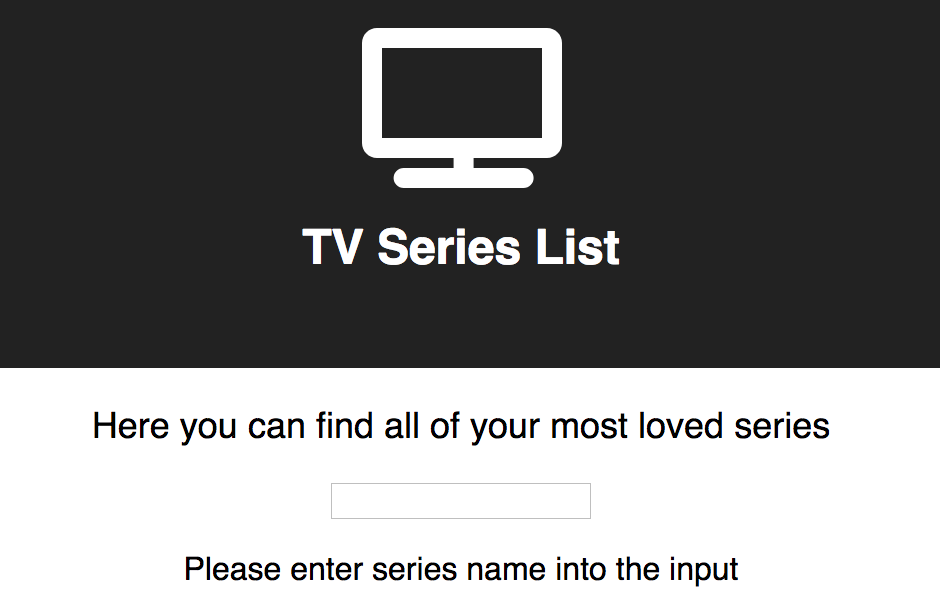 TV Series List
Here you can find all of your most loved series
Please enter series name into the input